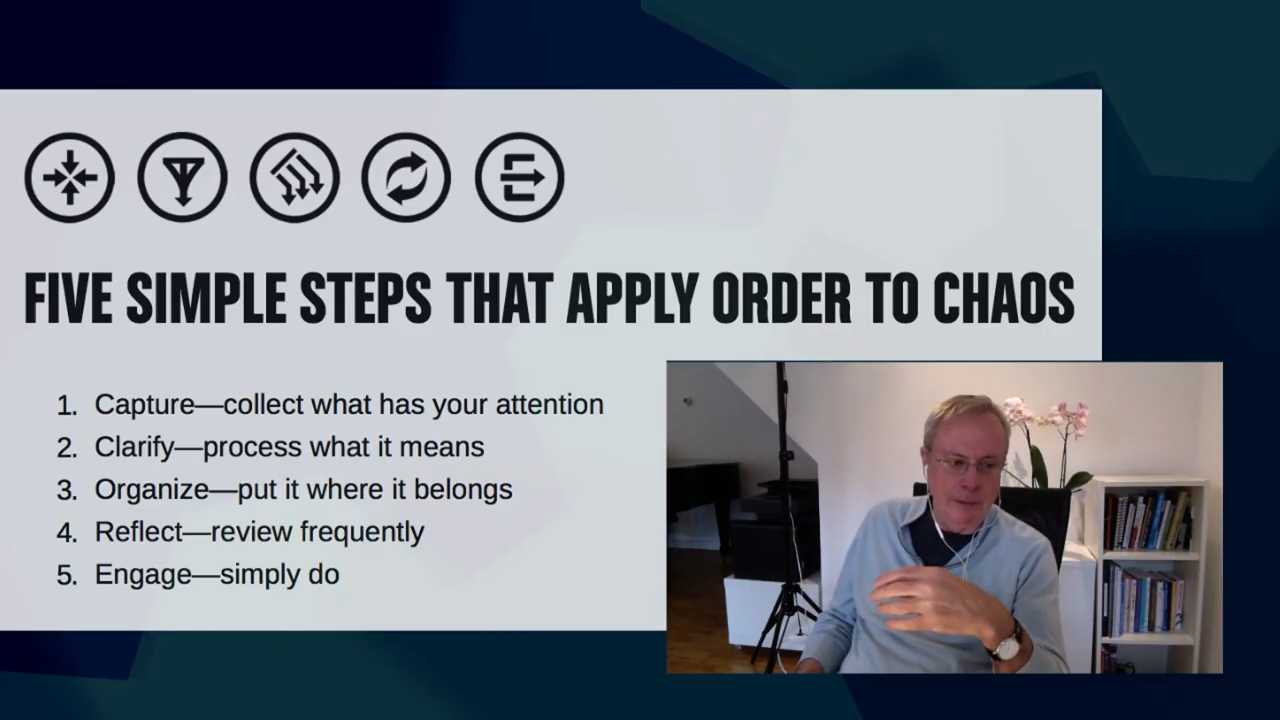 FIVE SIMPLE STEPS THAT APPLY ORDER TO CHAOS
1. Capture—collect what has your attention
2. Clarify—process what it means
3. Organize—put it where it belongs
4. Reflect—review frequently
5. Engage—simply do